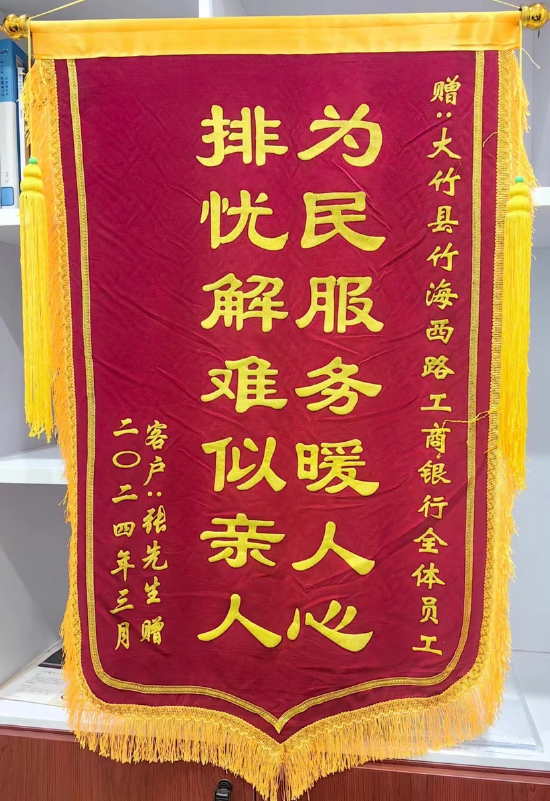 赠：大竹县竹海西路工商银行全体员工
为民服务暖人心
排忧解难似亲人
客户：张先生赠
二〇二四年三月